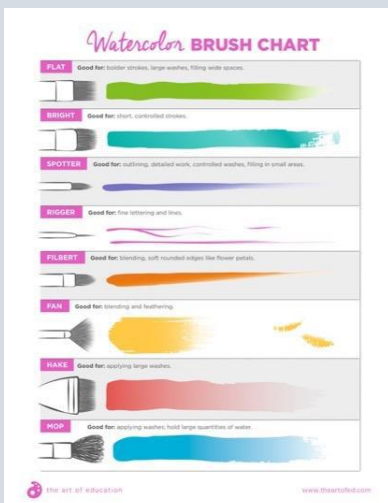 Watercolor BRUSH CHART
FLAT Good for: bolder strokes, large washes, filling wide spaces.
BRIGHT Good for: short, controlled strokes.
SPOTTER Good for: outlining, detailed work, controlled washes, filling in small areas.
RIGGER Good for: fine lettering and lines.
FILBERT Good for: blending, soft rounded edges like flower petals.
FAN Good for: blending and feathering.
HAKE Good for: applying large washes.
MOP Good for: applying washes; hold large quantities of water.
the art of education www.theartofed.com